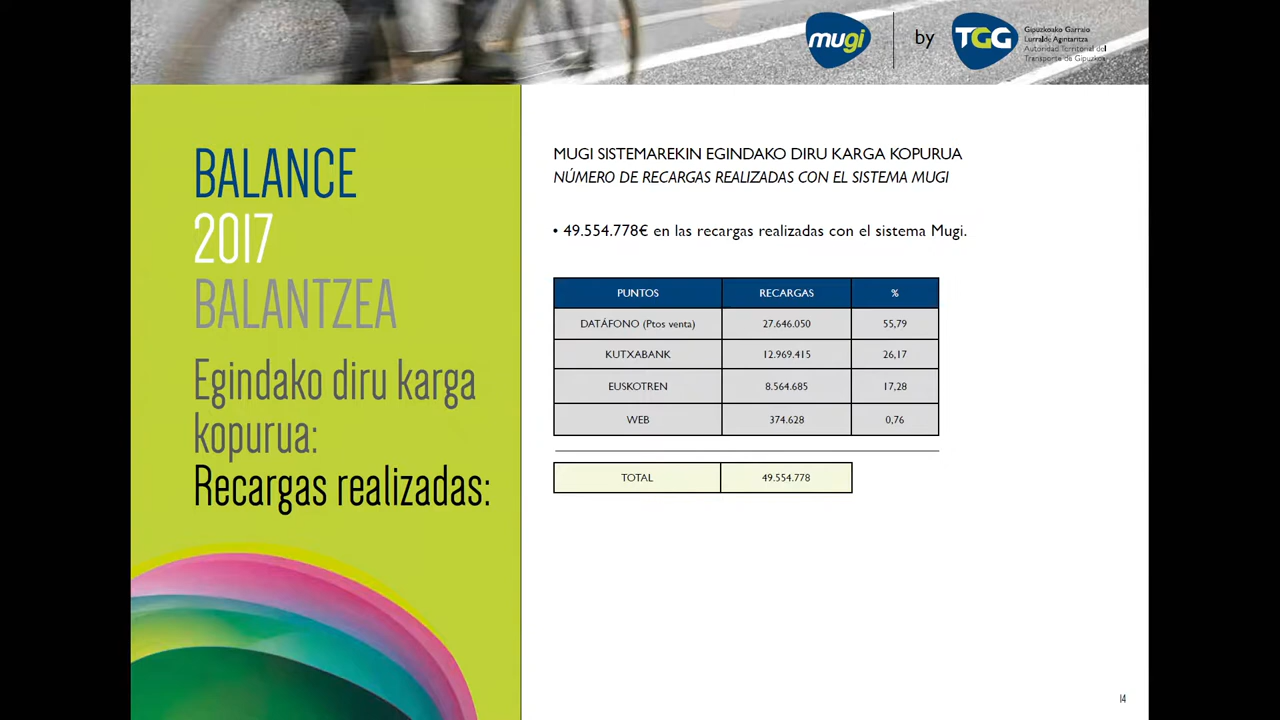 mugi by TGG
Gipuzkoako Garraio
Lurralde Agintaritza
Autoridad Territorial del
Transporte de Gipuzkoa
BALANCE
2017
BALANTZEA
Egindako diru karga
kopurua:
Recargas realizadas:
MUGI SISTEMAREKIN EGINDAKO DIRU KARGA KOPURUA
NÚMERO DE RECARGAS REALIZADAS CON EL SISTEMA MUGI
• 49.554.778€ en las recargas realizadas con el sistema Mugi.
PUNTOS RECARGAS %
DATÁFONO (Ptos venta) 27.646.050 55,79
KUTXABANK 12.969.415 26,17
EUSKOTREN 8.564.685 17,28
WEB 374.628 0,76
TOTAL 49.554.778
14